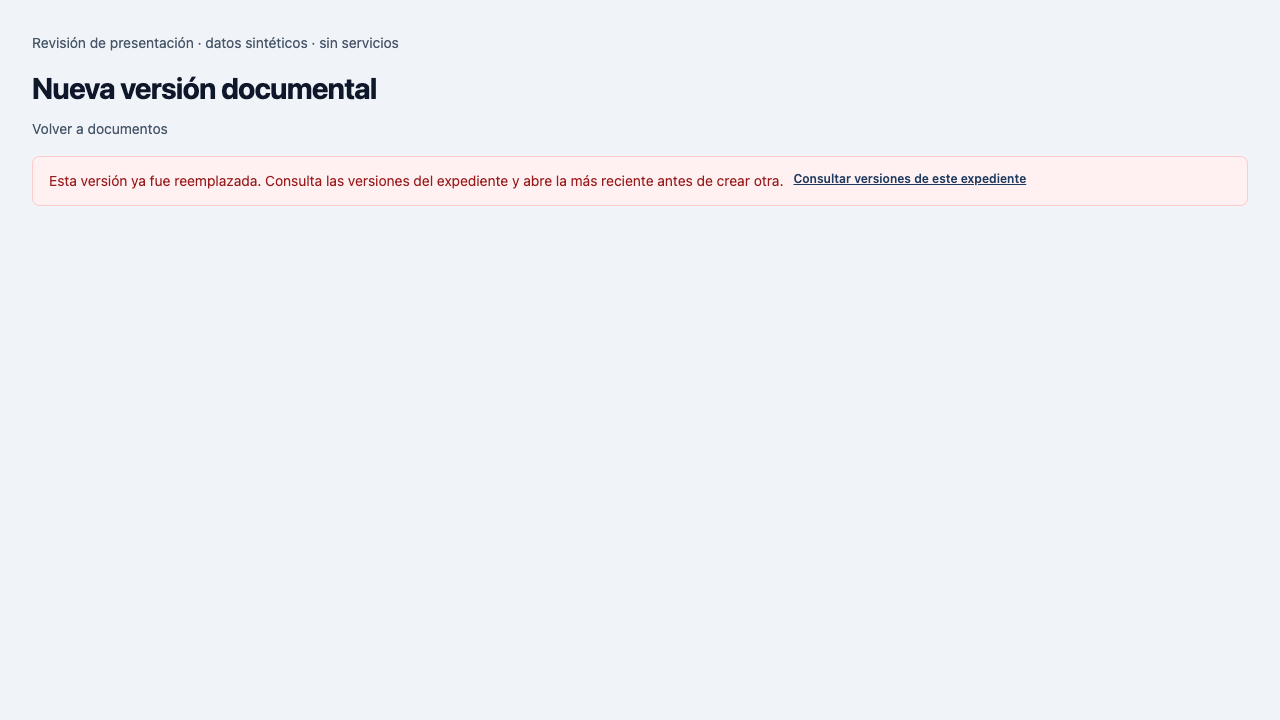 Revisión de presentación · datos sintéticos · sin servicios
Nueva versión documental
Volver a documentos
Esta versión ya fue reemplazada. Consulta las versiones del expediente y abre la más reciente antes de crear otra. Consultar versiones de este expediente